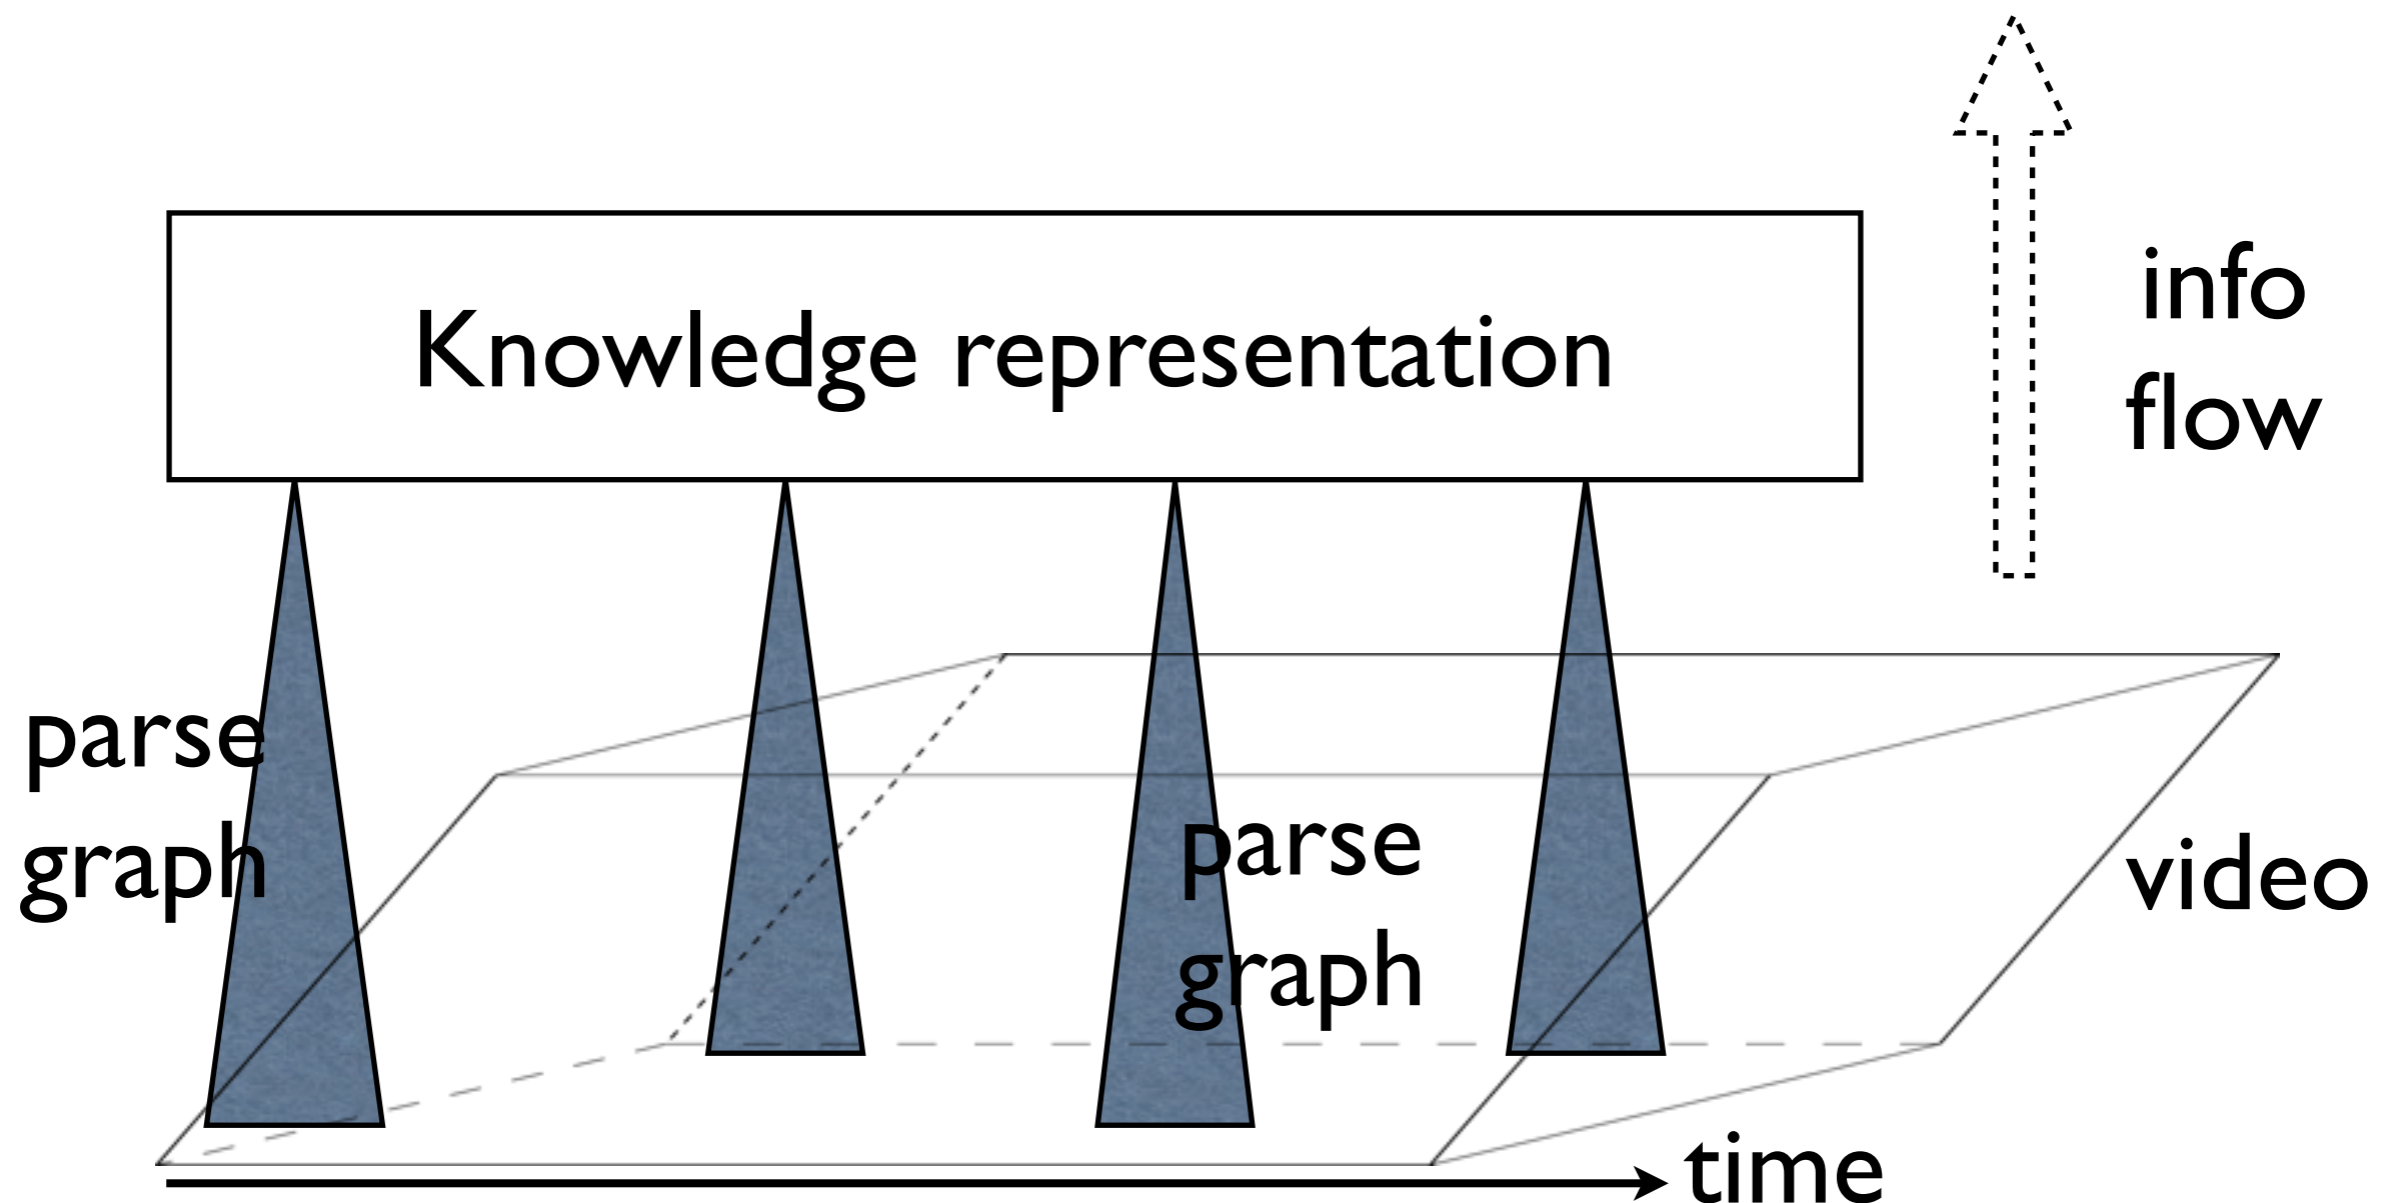 Knowledge representation
info
flow
parse
graph
parse
graph
video
time